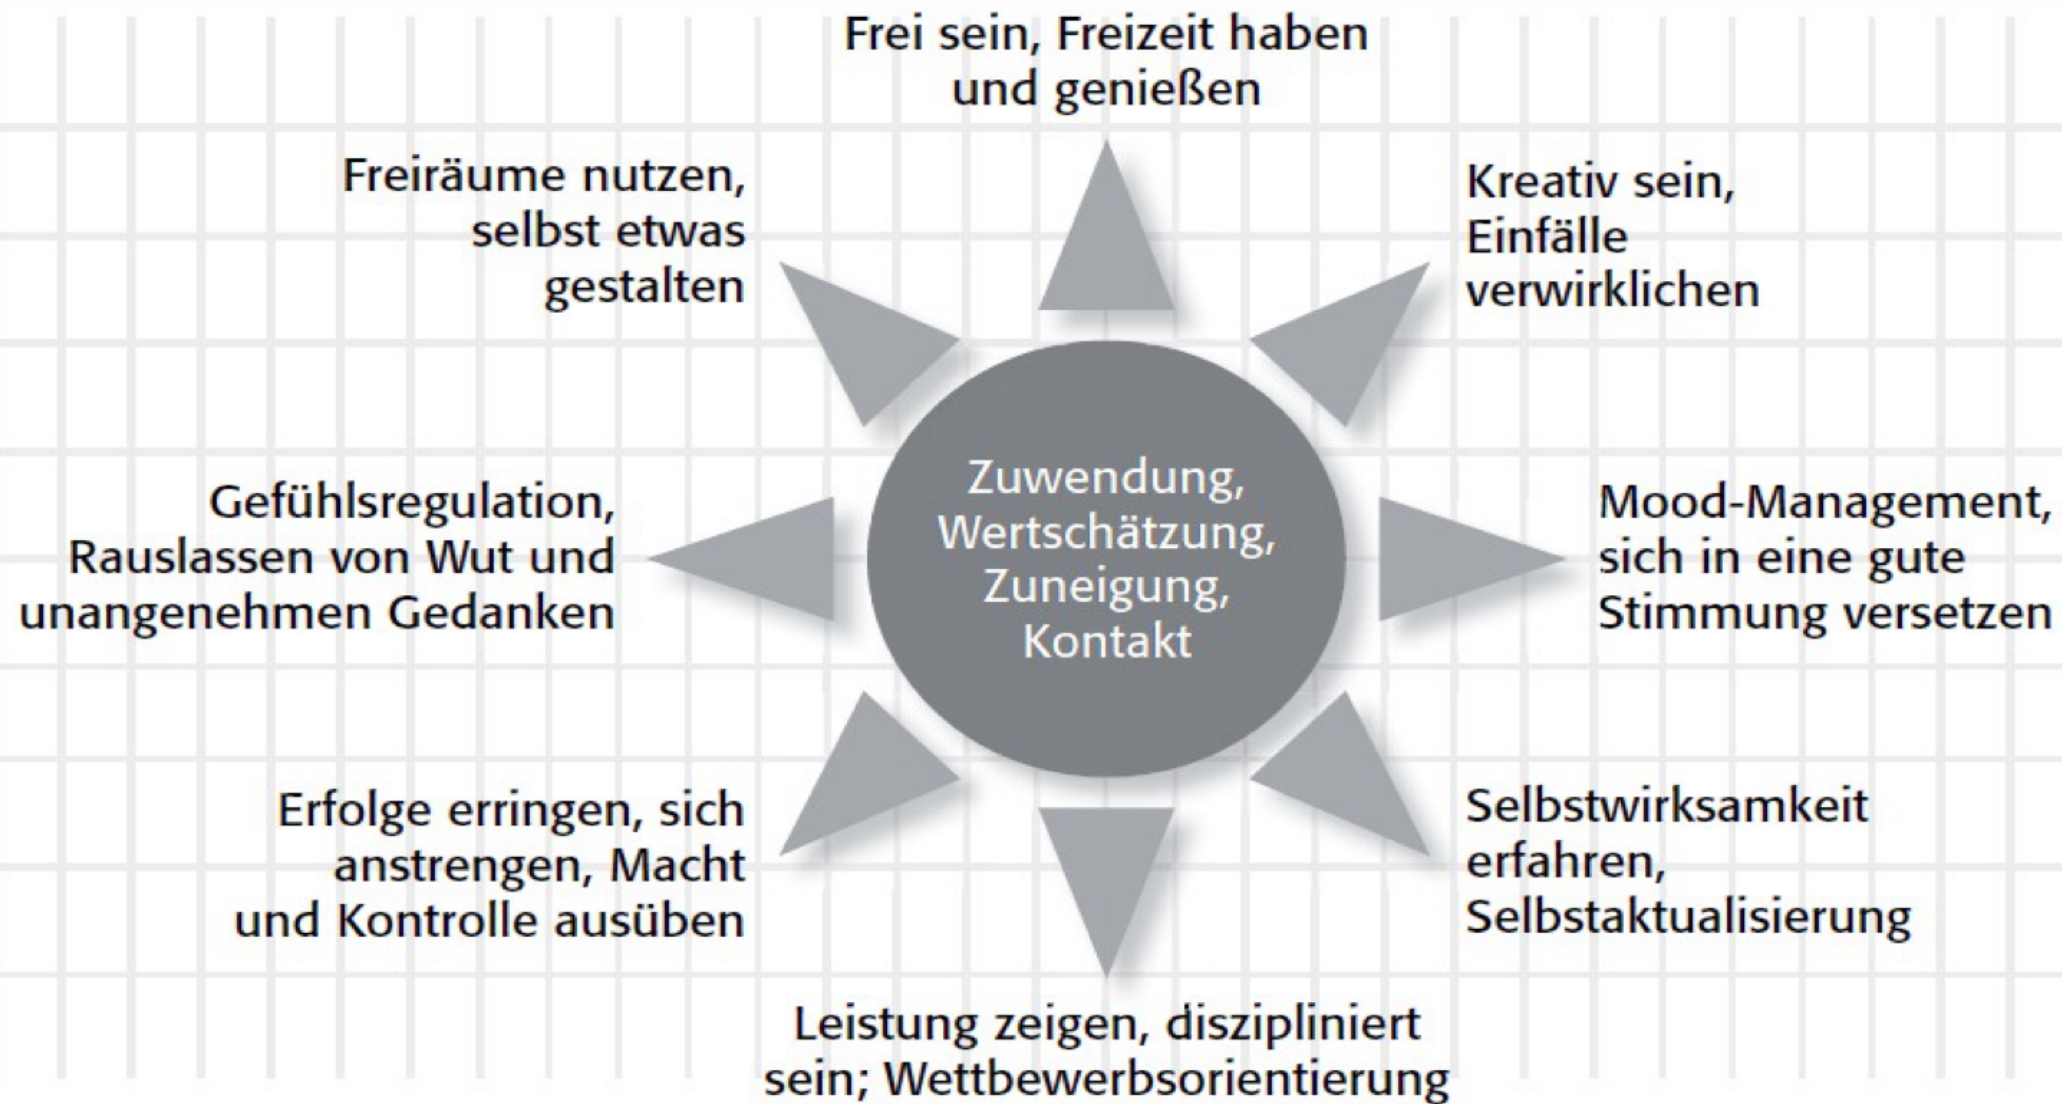 Frei sein, Freizeit haben
und genießen
Freiräume nutzen,
selbst etwas
gestalten
Kreativ sein,
Einfälle
verwirklichen
Gefühlsregulation,
Rauslassen von Wut und
unangenehmen Gedanken
Zuwendung,
Wertschätzung,
Zuneigung,
Kontakt
Mood-Management,
sich in eine gute
Stimmung versetzen
Erfolge erringen, sich
anstrengen, Macht
und Kontrolle ausüben
Selbstwirksamkeit
erfahren,
Selbstaktualisierung
Leistung zeigen, diszipliniert
sein; Wettbewerbsorientierung